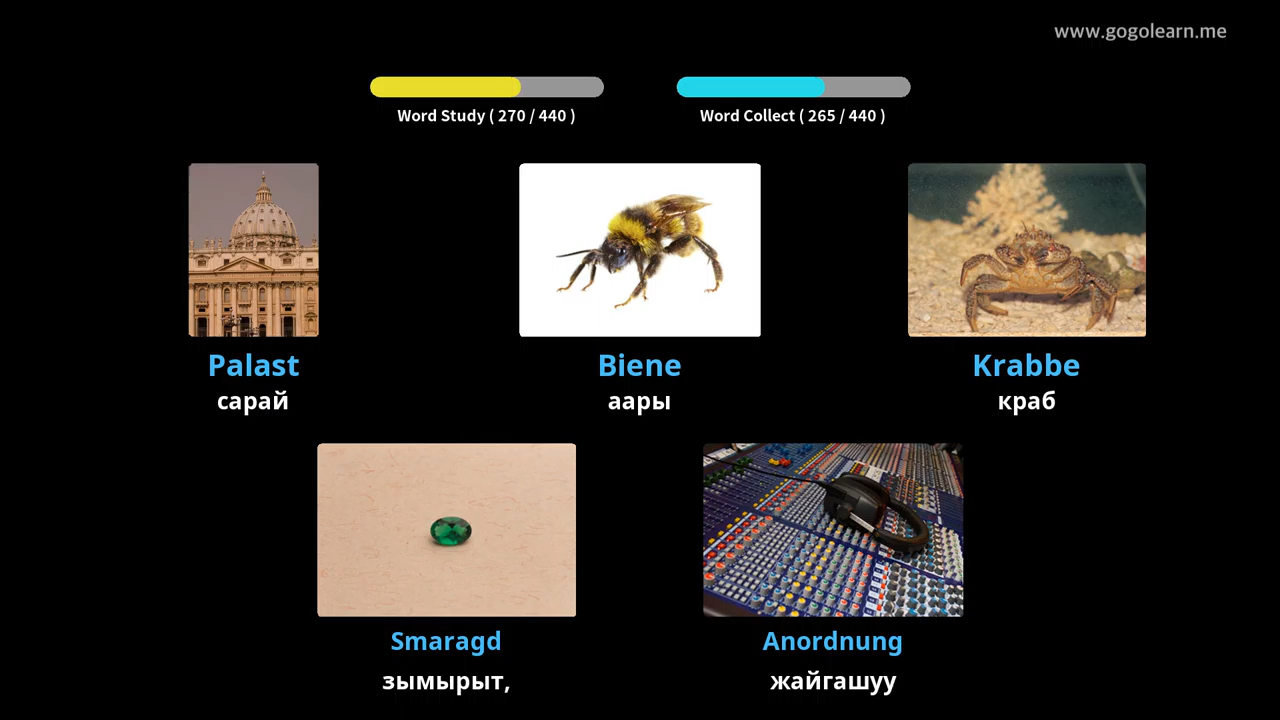 www.gogolearn.me
Word Study ( 270 / 440 )
Word Collect ( 265 / 440 )
Palast
сарай
Biene
аары
Krabbe
краб
Smaragd
зымырыт,
Anordnung
жайгашуу